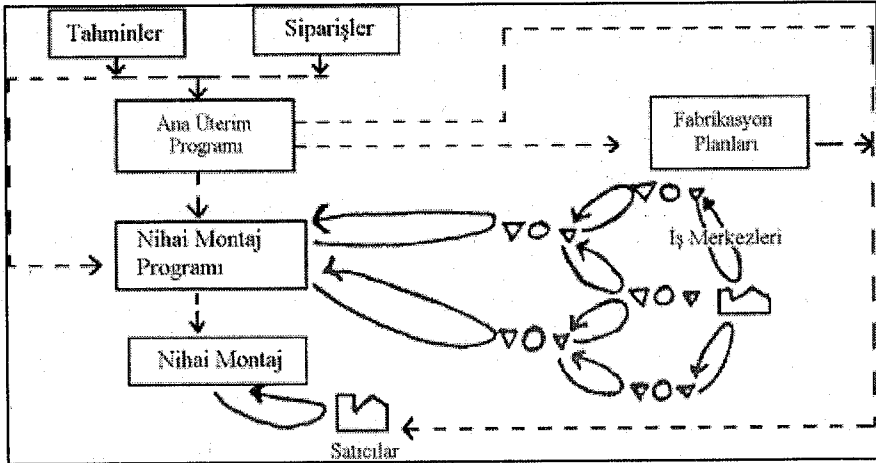 Tahminler
Siparişler
Ana Üterim
Programı
Fabrikasyon
Planları
Nihai Montaj
Programı
İş Merkezleri
Nihai Montaj
Satıcılar